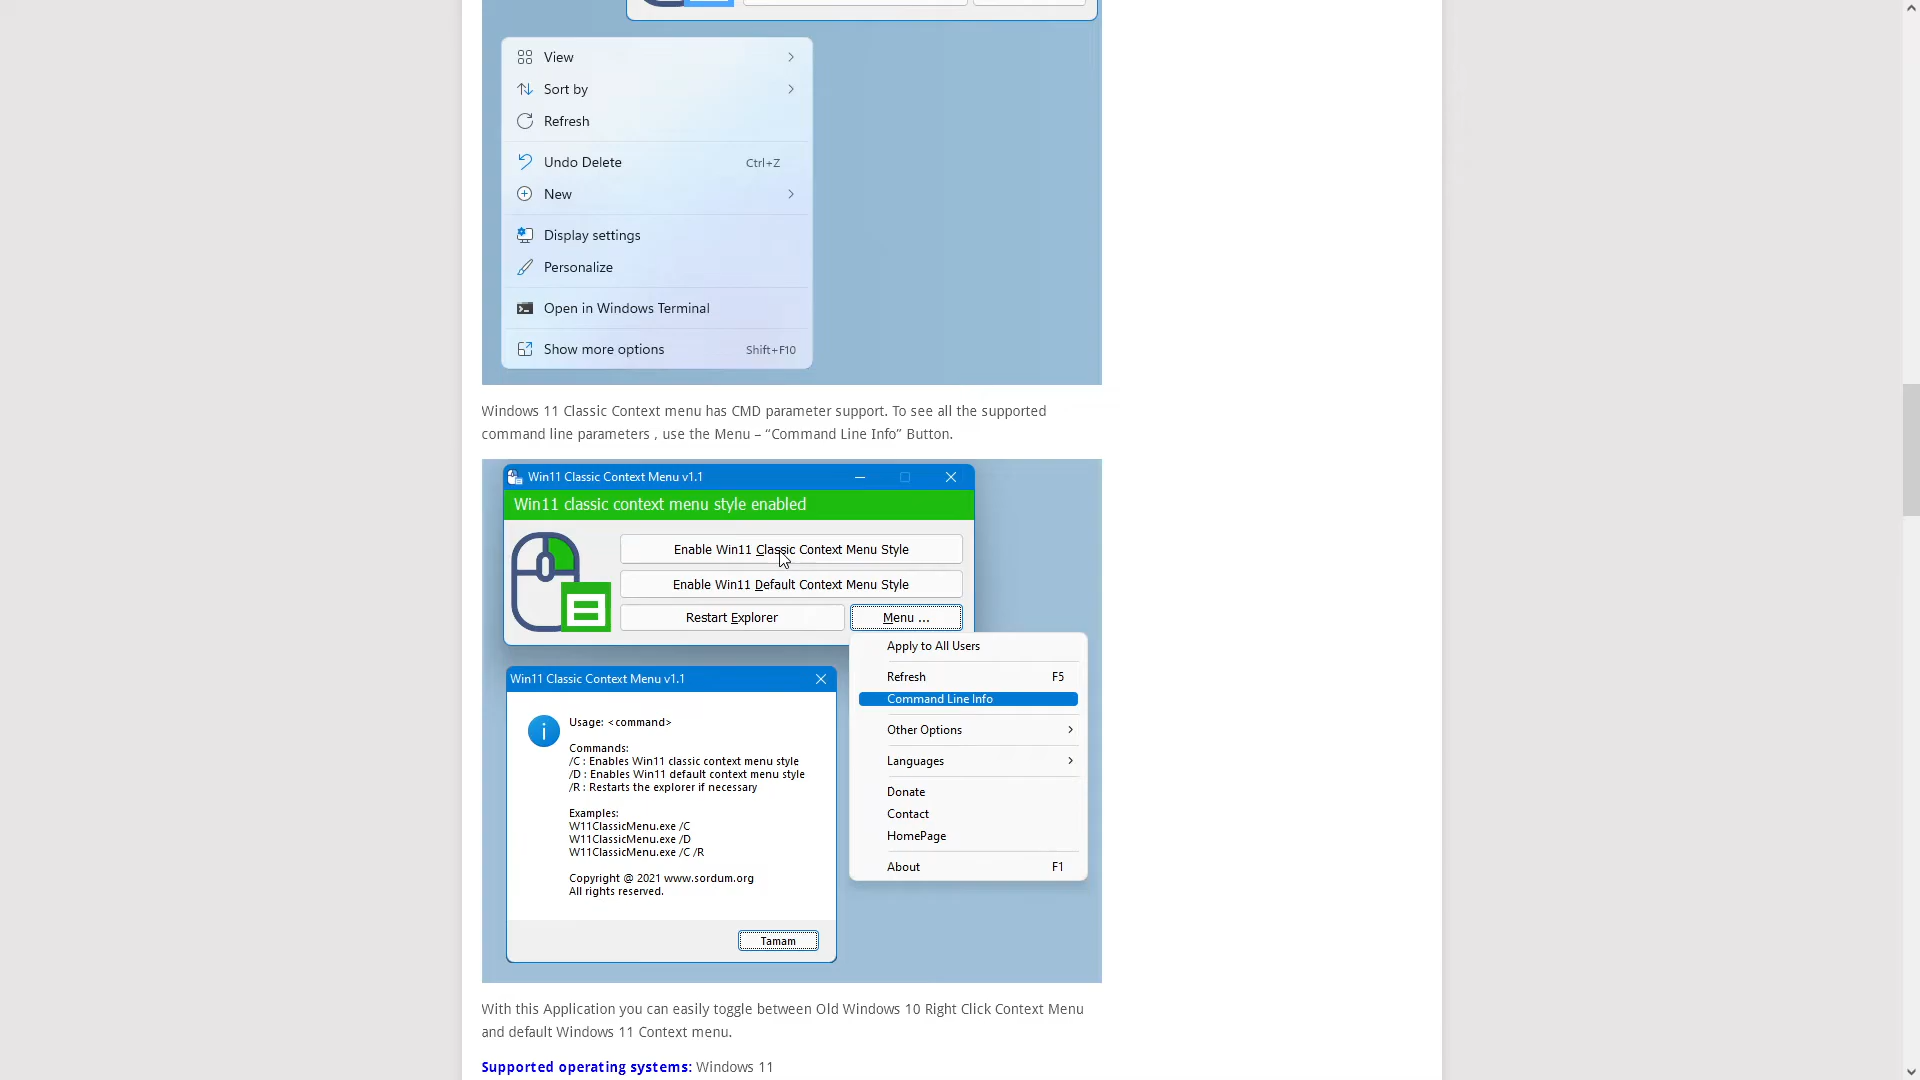 View
Sort by
Refresh
Undo Delete Ctrl+Z
New
Display settings
Personalize
Open in Windows Terminal
Show more options Shift+F10
Windows 11 Classic Context menu has CMD parameter support. To see all the supported
command line parameters , use the Menu – “Command Line Info” Button.
Win11 Classic Context Menu v1.1
Win11 classic context menu style enabled
Enable Win11 Classic Context Menu Style
Enable Win11 Default Context Menu Style
Restart Explorer
Menu ...
Apply to All Users
Refresh F5
Command Line Info
Other Options
Languages
Donate
Contact
HomePage
About F1
Win11 Classic Context Menu v1.1
Usage: <command>
Commands:
/C : Enables Win11 classic context menu style
/D : Enables Win11 default context menu style
/R : Restarts the explorer if necessary
Examples:
W11ClassicMenu.exe /C
W11ClassicMenu.exe /D
W11ClassicMenu.exe /C /R
Copyright @ 2021 www.sordum.org
All rights reserved.
Tamam
With this Application you can easily toggle between Old Windows 10 Right Click Context Menu
and default Windows 11 Context menu.
Supported operating systems: Windows 11